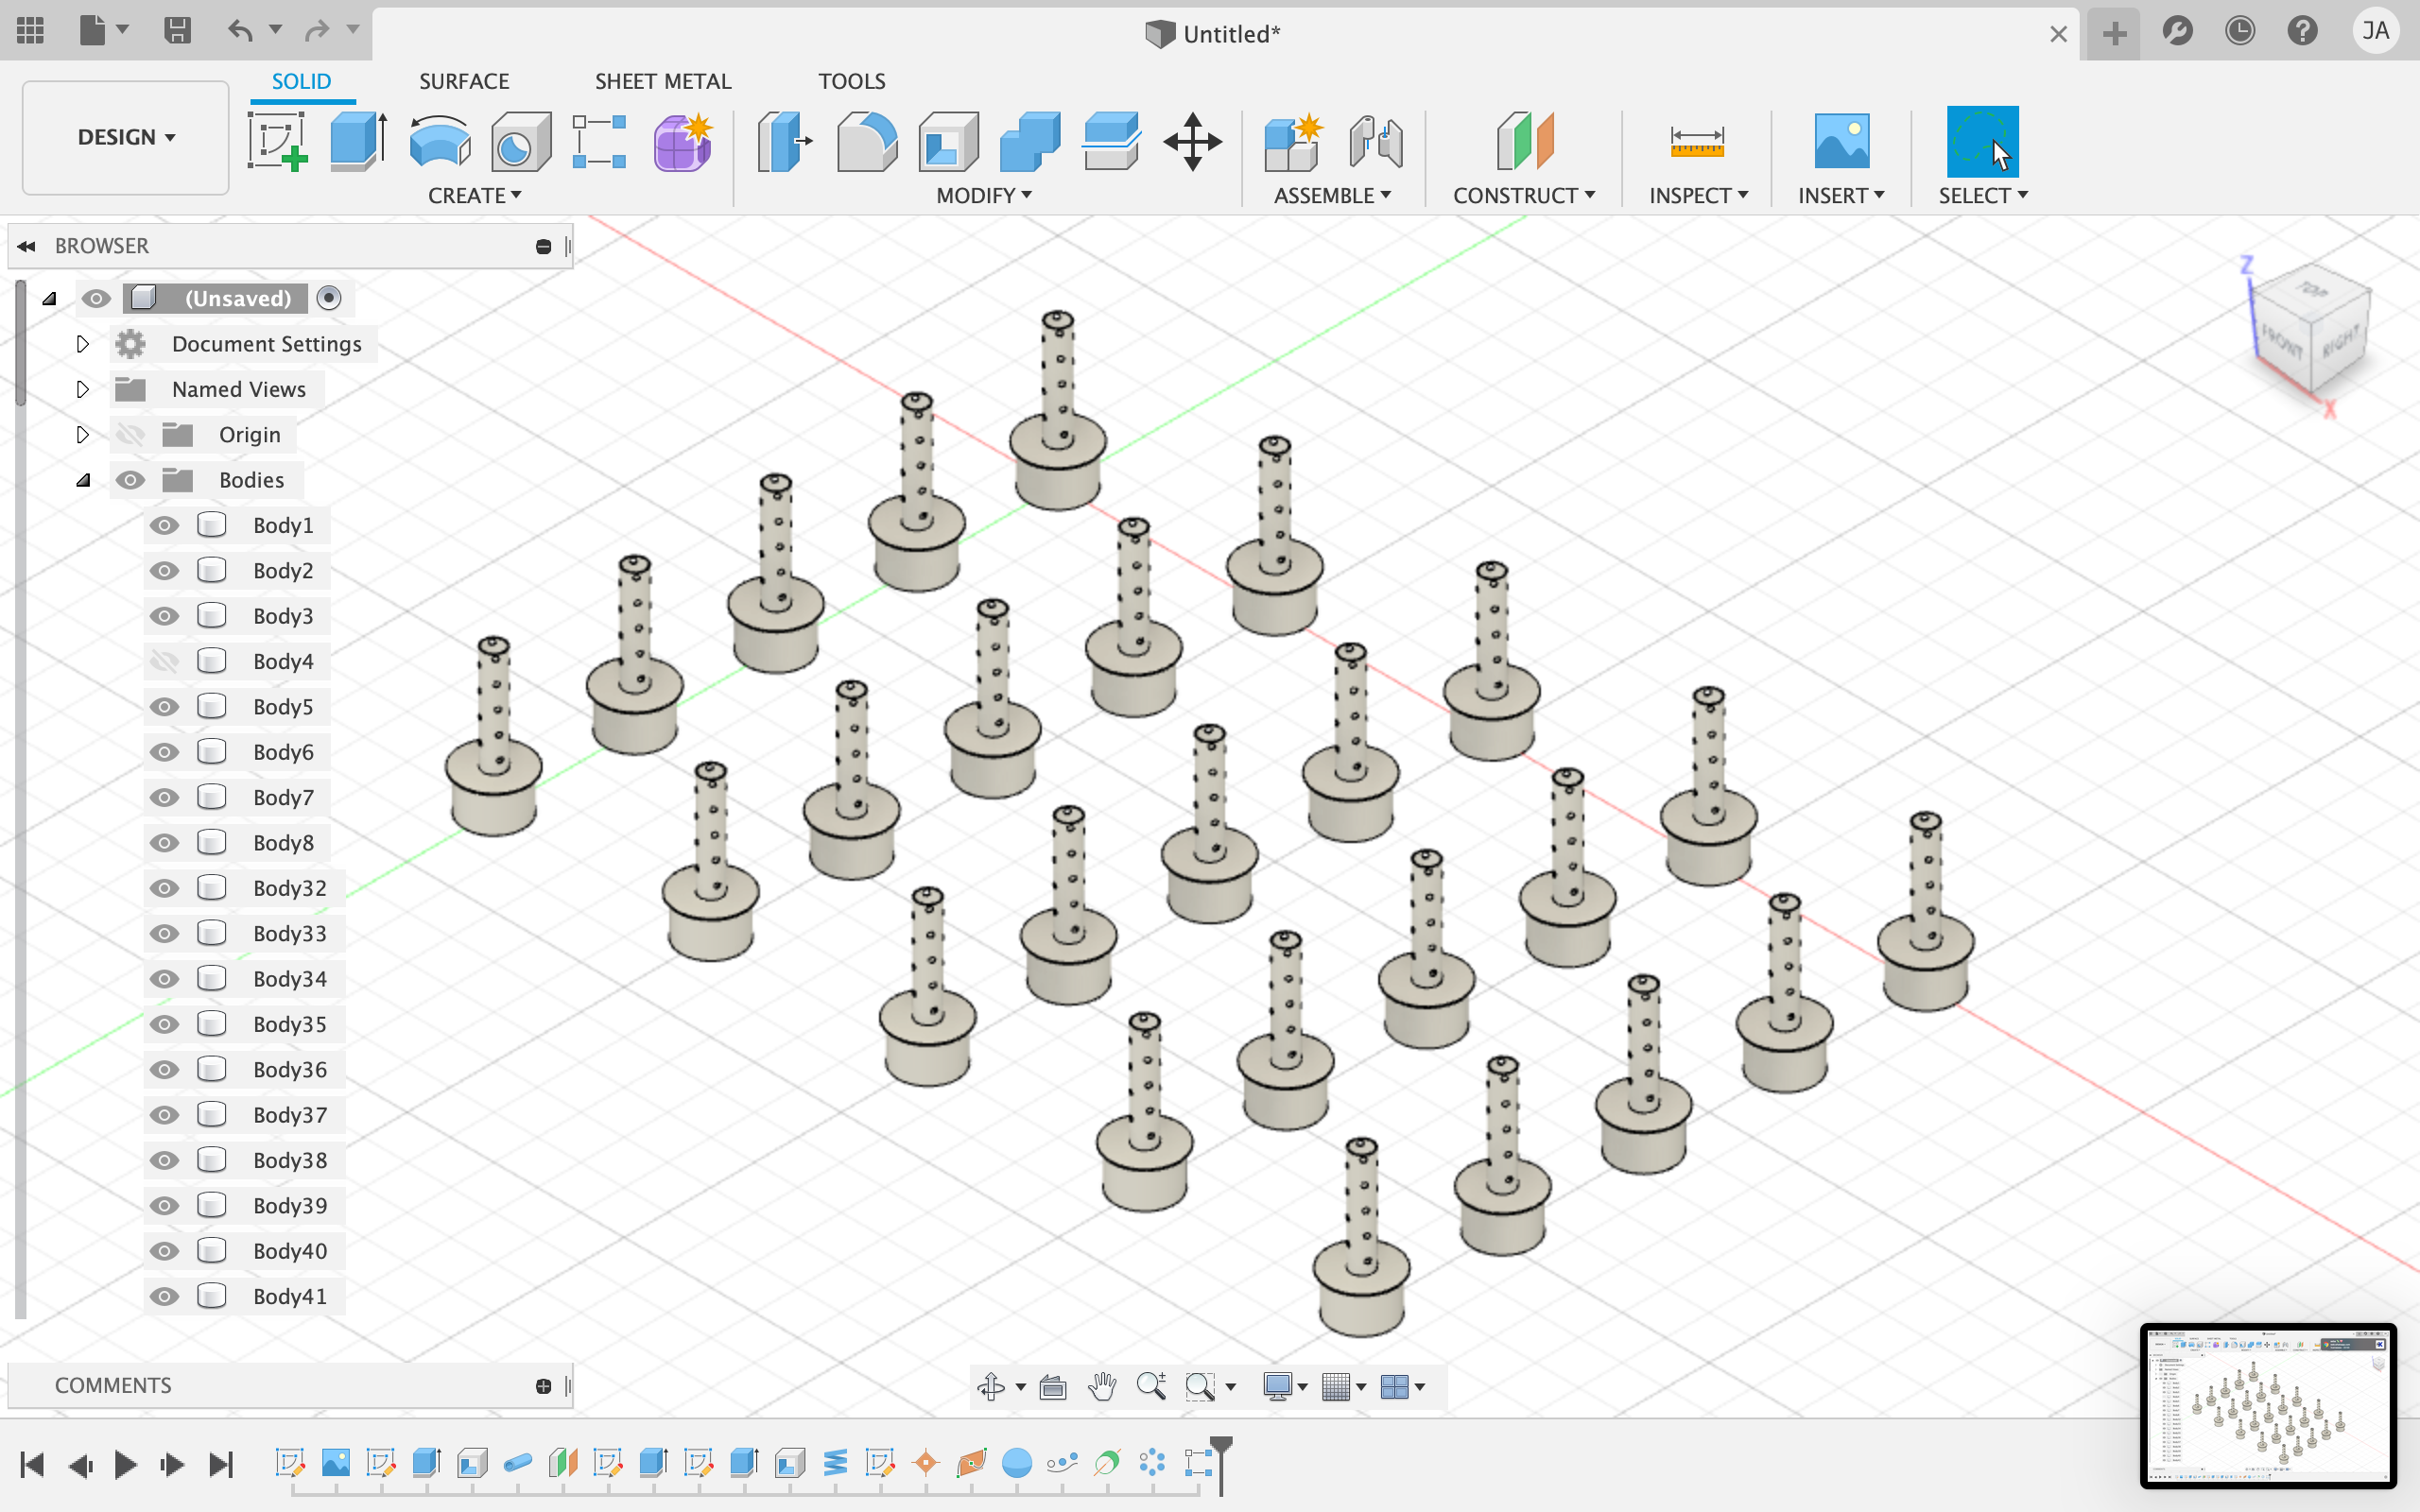 Untitled*
JA
SOLID SURFACE SHEET METAL TOOLS
DESIGN
CREATE MODIFY ASSEMBLE CONSTRUCT INSPECT INSERT SELECT
BROWSER
(Unsaved)
Document Settings
Named Views
Origin
Bodies
Body1
Body2
Body3
Body4
Body5
Body6
Body7
Body8
Body32
Body33
Body34
Body35
Body36
Body37
Body38
Body39
Body40
Body41
Z
TOP
FRONT
RIGHT
X
COMMENTS